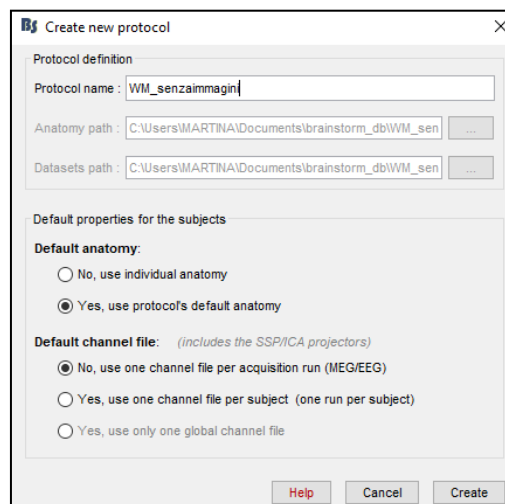 Create new protocol
Protocol definition
Protocol name : WM_senzaimmagini
Anatomy path : C:\Users\MARTINA\Documents\brainstorm_db\WM_sen ...
Datasets path : C:\Users\MARTINA\Documents\brainstorm_db\WM_sen ...
Default properties for the subjects
Default anatomy:
No, use individual anatomy
Yes, use protocol's default anatomy
Default channel file: (includes the SSP/ICA projectors)
No, use one channel file per acquisition run (MEG/EEG)
Yes, use one channel file per subject (one run per subject)
Yes, use only one global channel file
Help Cancel Create